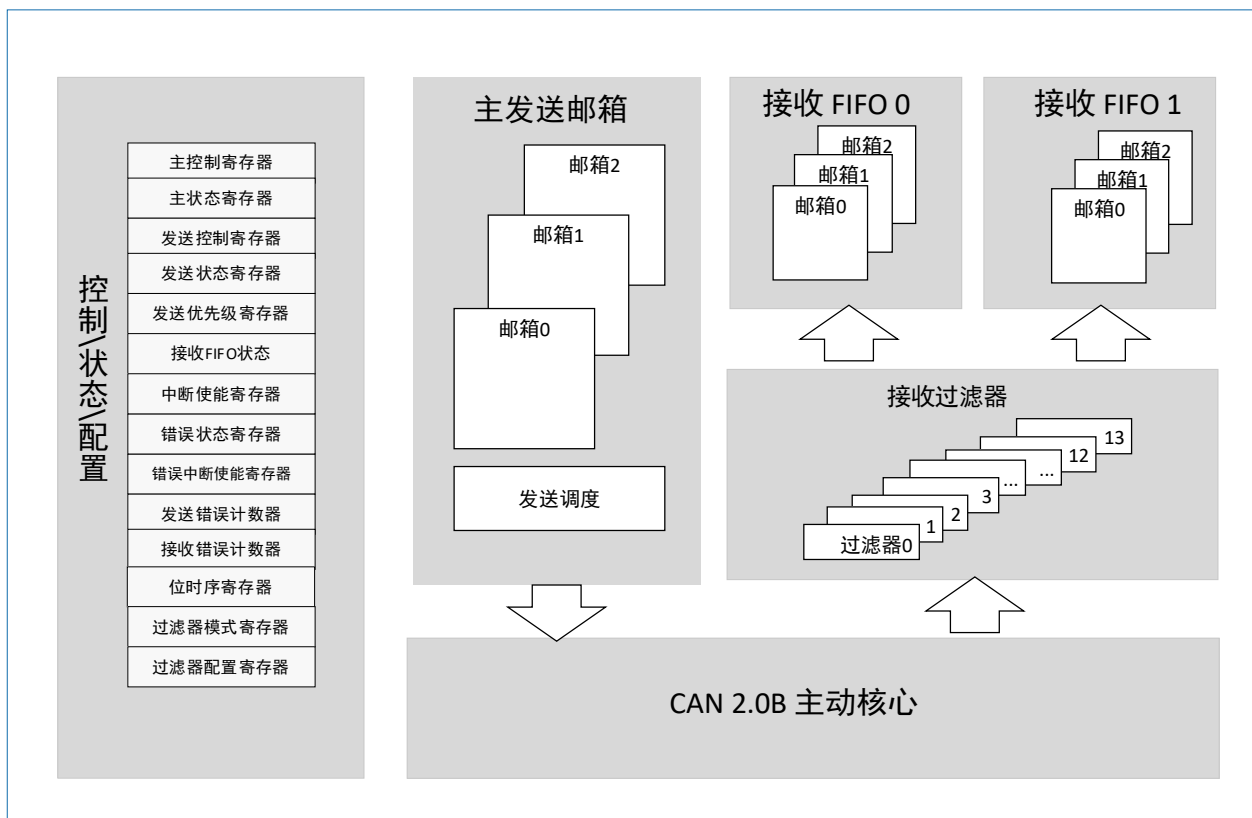 控制\状态\配置
主控制寄存器
主状态寄存器
发送控制寄存器
发送状态寄存器
发送优先级寄存器
接收FIFO状态
中断使能寄存器
错误状态寄存器
错误中断使能寄存器
发送错误计数器
接收错误计数器
位时序寄存器
过滤器模式寄存器
过滤器配置寄存器
主发送邮箱
邮箱2
邮箱1
邮箱0
发送调度
接收 FIFO 0
邮箱2
邮箱1
邮箱0
接收 FIFO 1
邮箱2
邮箱1
邮箱0
接收过滤器
13
12
...
...
3
2
1
过滤器0
CAN 2.0B 主动核心